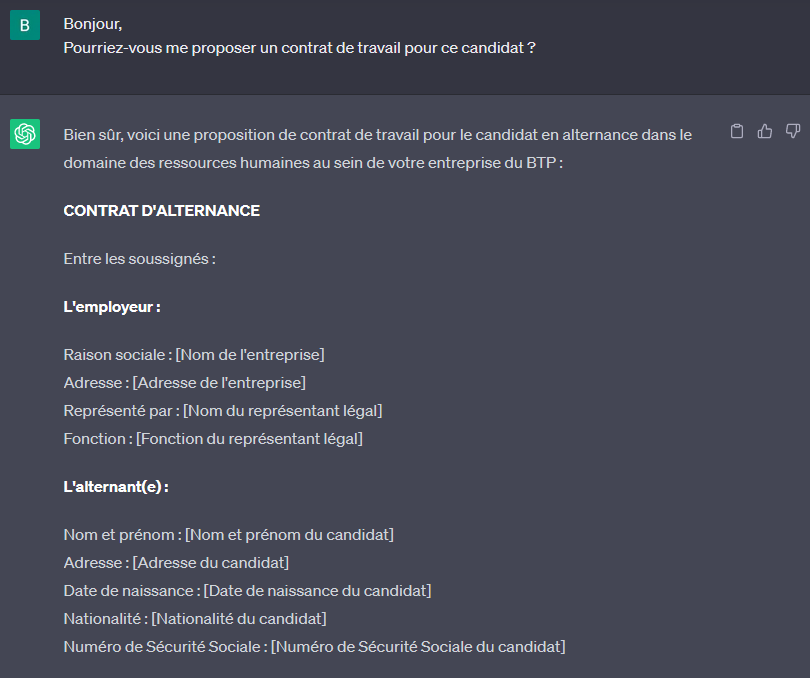 B
Bonjour,
Pourriez-vous me proposer un contrat de travail pour ce candidat ?
Bien sûr, voici une proposition de contrat de travail pour le candidat en alternance dans le
domaine des ressources humaines au sein de votre entreprise du BTP :
CONTRAT D'ALTERNANCE
Entre les soussignés :
L'employeur :
Raison sociale : [Nom de l'entreprise]
Adresse : [Adresse de l'entreprise]
Représenté par : [Nom du représentant légal]
Fonction : [Fonction du représentant légal]
L'alternant(e) :
Nom et prénom : [Nom et prénom du candidat]
Adresse : [Adresse du candidat]
Date de naissance : [Date de naissance du candidat]
Nationalité : [Nationalité du candidat]
Numéro de Sécurité Sociale : [Numéro de Sécurité Sociale du candidat]